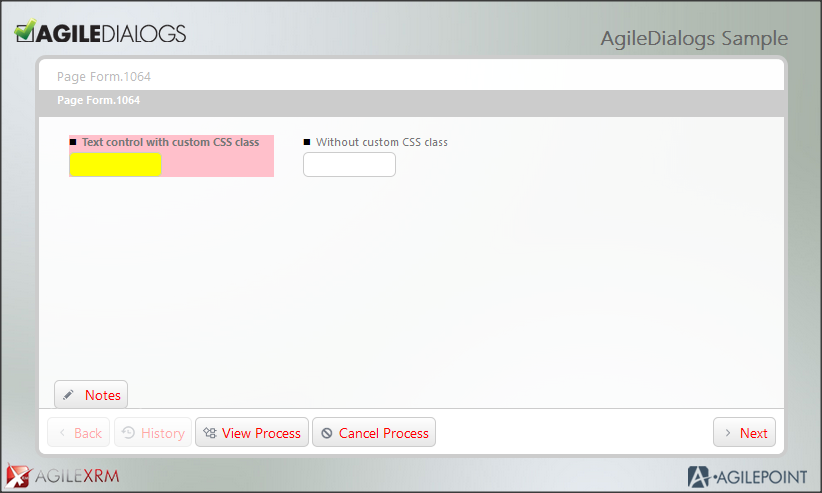 AGILEDIALOGS
AgileDialogs Sample
Page Form.1064
Page Form.1064
Text control with custom CSS class
Without custom CSS class
Notes
Back
History
View Process
Cancel Process
Next
AGILEXRM
AGILEPOINT